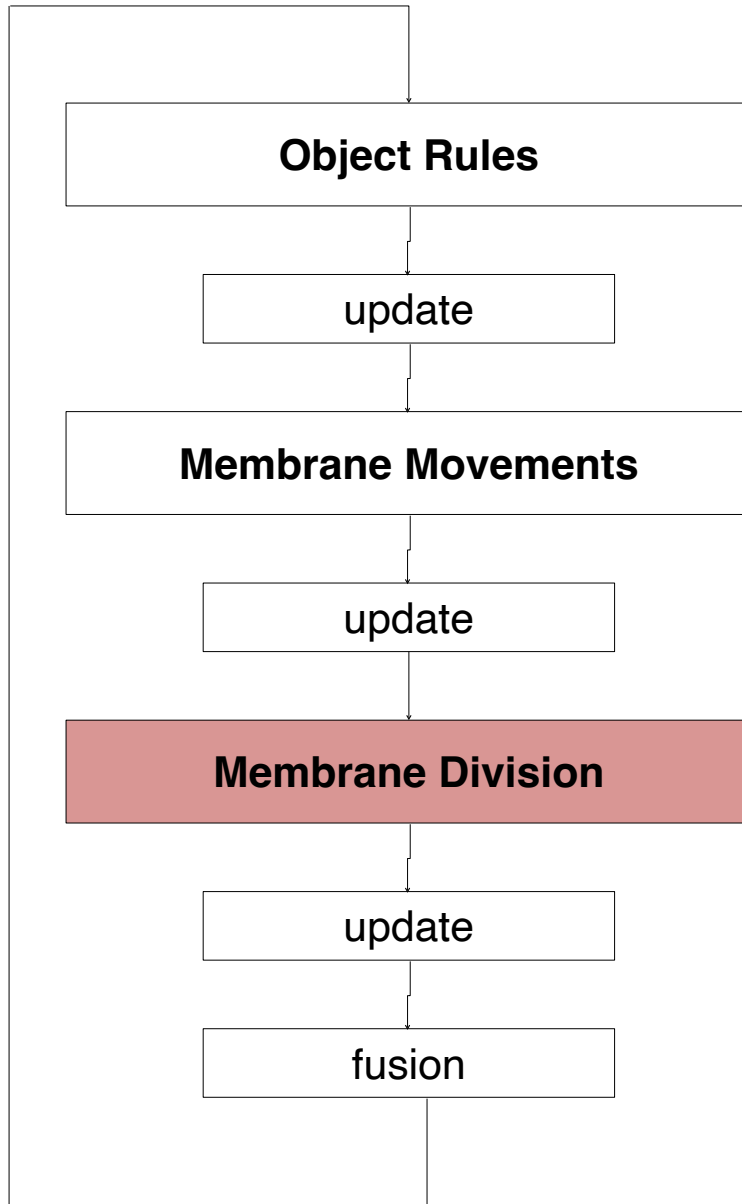 Object Rules
update
Membrane Movements
update
Membrane Division
update
fusion